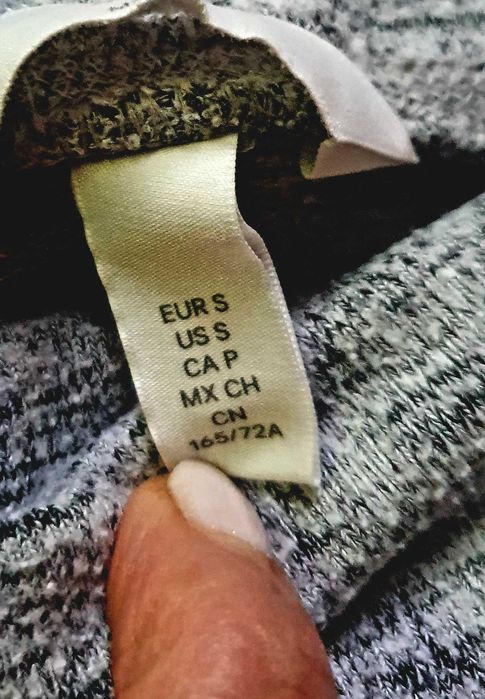 EUR S
US S
CA P
MX CH
CN
165/72A